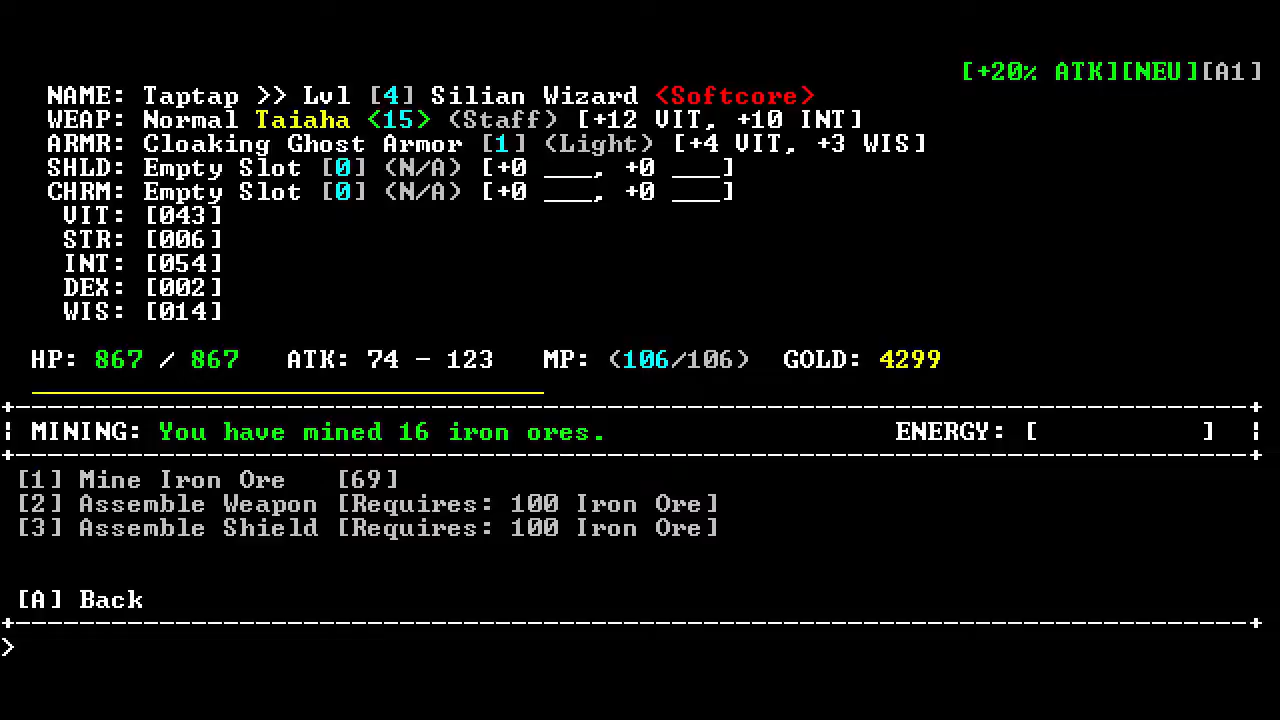 [+20% ATK][NEU][A1]
NAME: Taptap >> Lvl [4] Silian Wizard <Softcore>
WEAP: Normal Taiaha <15> (Staff) [+12 VIT, +10 INT]
ARMR: Cloaking Ghost Armor [1] (Light) [+4 VIT, +3 WIS]
SHLD: Empty Slot [0] (N/A) [+0 ___, +0 ___]
CHRM: Empty Slot [0] (N/A) [+0 ___, +0 ___]
VIT: [043]
STR: [006]
INT: [054]
DEX: [002]
WIS: [014]
HP: 867 / 867 ATK: 74 - 123 MP: (106/106) GOLD: 4299
MINING: You have mined 16 iron ores. ENERGY: [ ]
[1] Mine Iron Ore [69]
[2] Assemble Weapon [Requires: 100 Iron Ore]
[3] Assemble Shield [Requires: 100 Iron Ore]
[A] Back
>